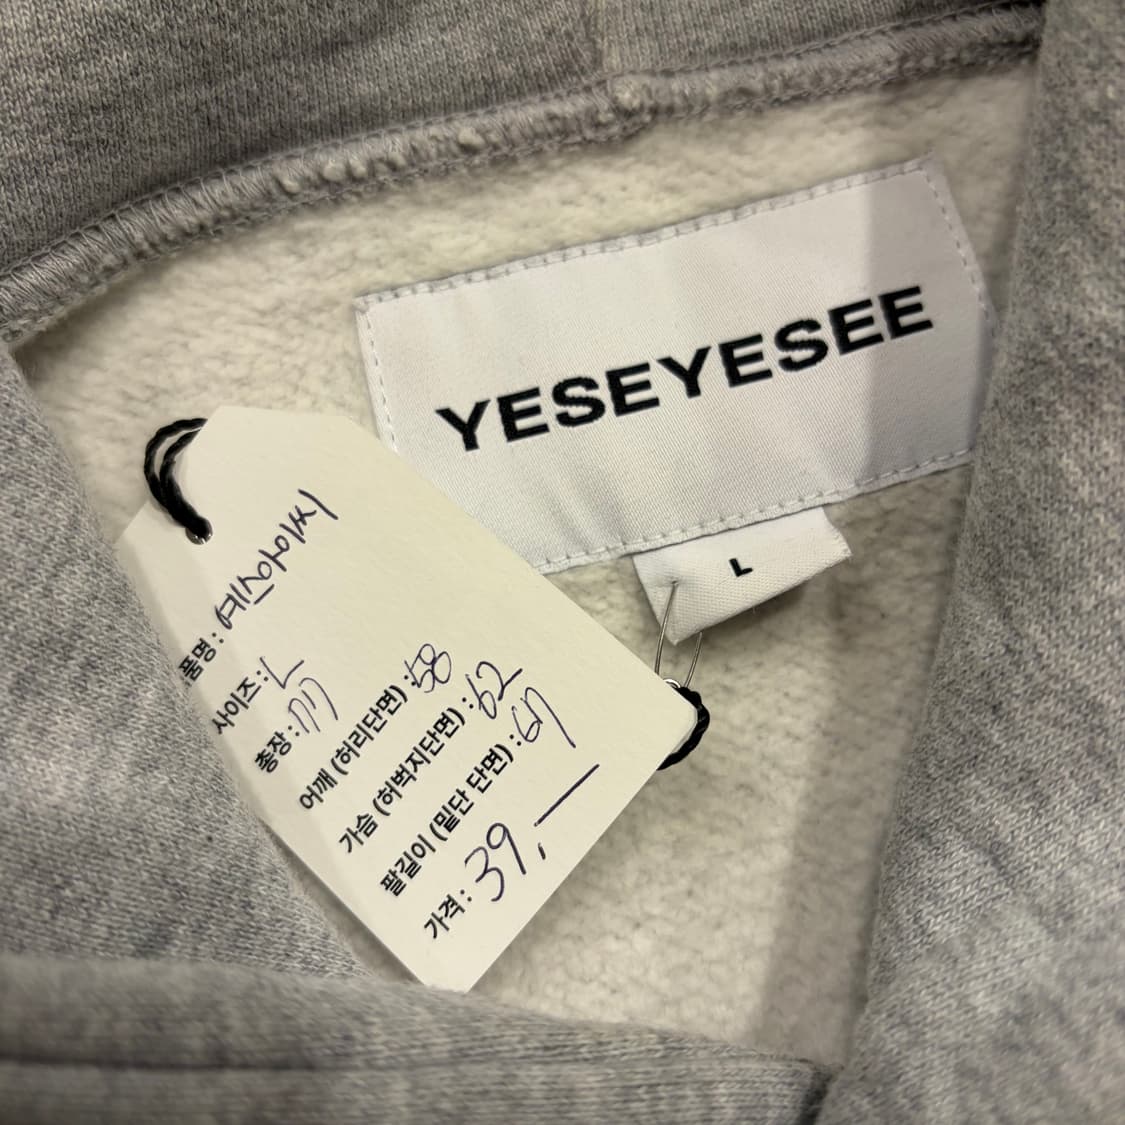 YESEYESEE
L
품명: 예스아이씨
사이즈: L
총장: 77
어깨 (허리단면) : 58
가슴 (허벅지단면) : 62
팔길이 (밑단 단면) : 67
가격: 39,—